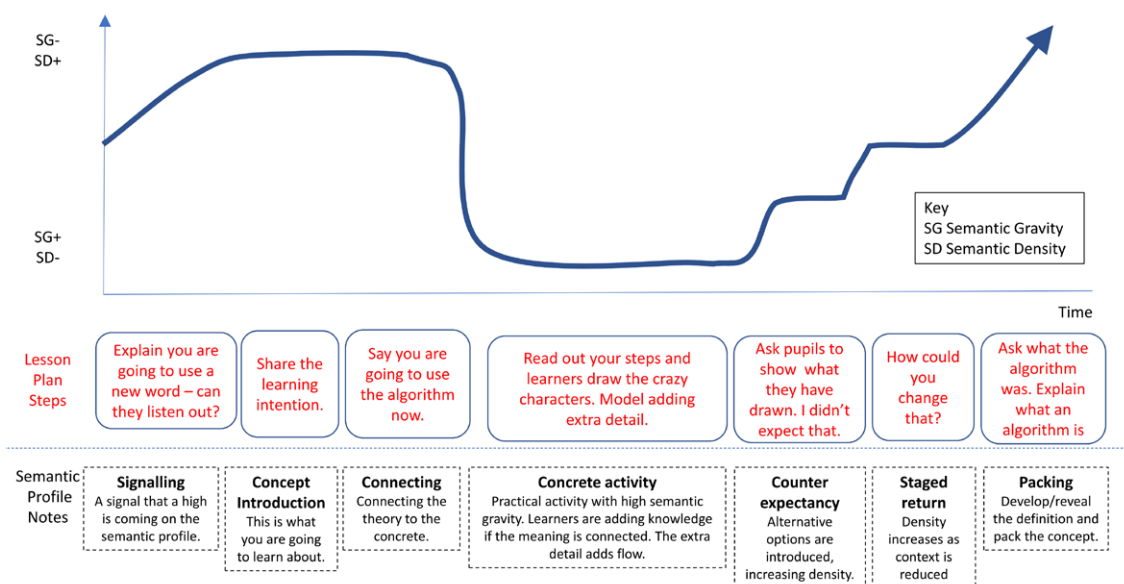 SG-
SD+
SG+
SD-
Key
SG Semantic Gravity
SD Semantic Density
Time
Lesson
Plan
Steps
Explain you are
going to use a
new word – can
they listen out?
Share the
learning
intention.
Say you are
going to use
the algorithm
now.
Read out your steps and
learners draw the crazy
characters. Model adding
extra detail.
Ask pupils to
show what
they have
drawn. I didn't
expect that.
How could
you
change
that?
Ask what the
algorithm
was. Explain
what an
algorithm is
Semantic
Profile
Notes
Signalling
A signal that a high
is coming on the
semantic profile.
Concept
Introduction
This is what
you are going
to learn about.
Connecting
Connecting the
theory to the
concrete.
Concrete activity
Practical activity with high semantic
gravity. Learners are adding knowledge
if the meaning is connected. The extra
detail adds flow.
Counter
expectancy
Alternative
options are
introduced,
increasing density.
Staged
return
Density
increases as
context is
reduced
Packing
Develop/reveal
the definition and
pack the concept.